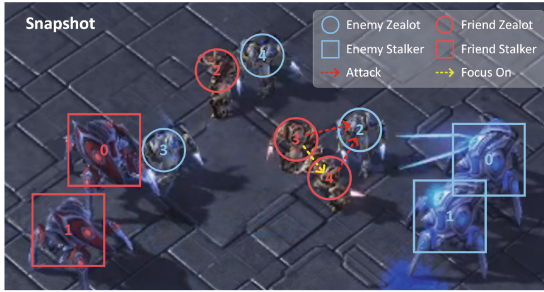 Snapshot
Enemy Zealot
Friend Zealot
Enemy Stalker
Friend Stalker
Attack
Focus On
2
4
0
3
3
2
0
4
1
1